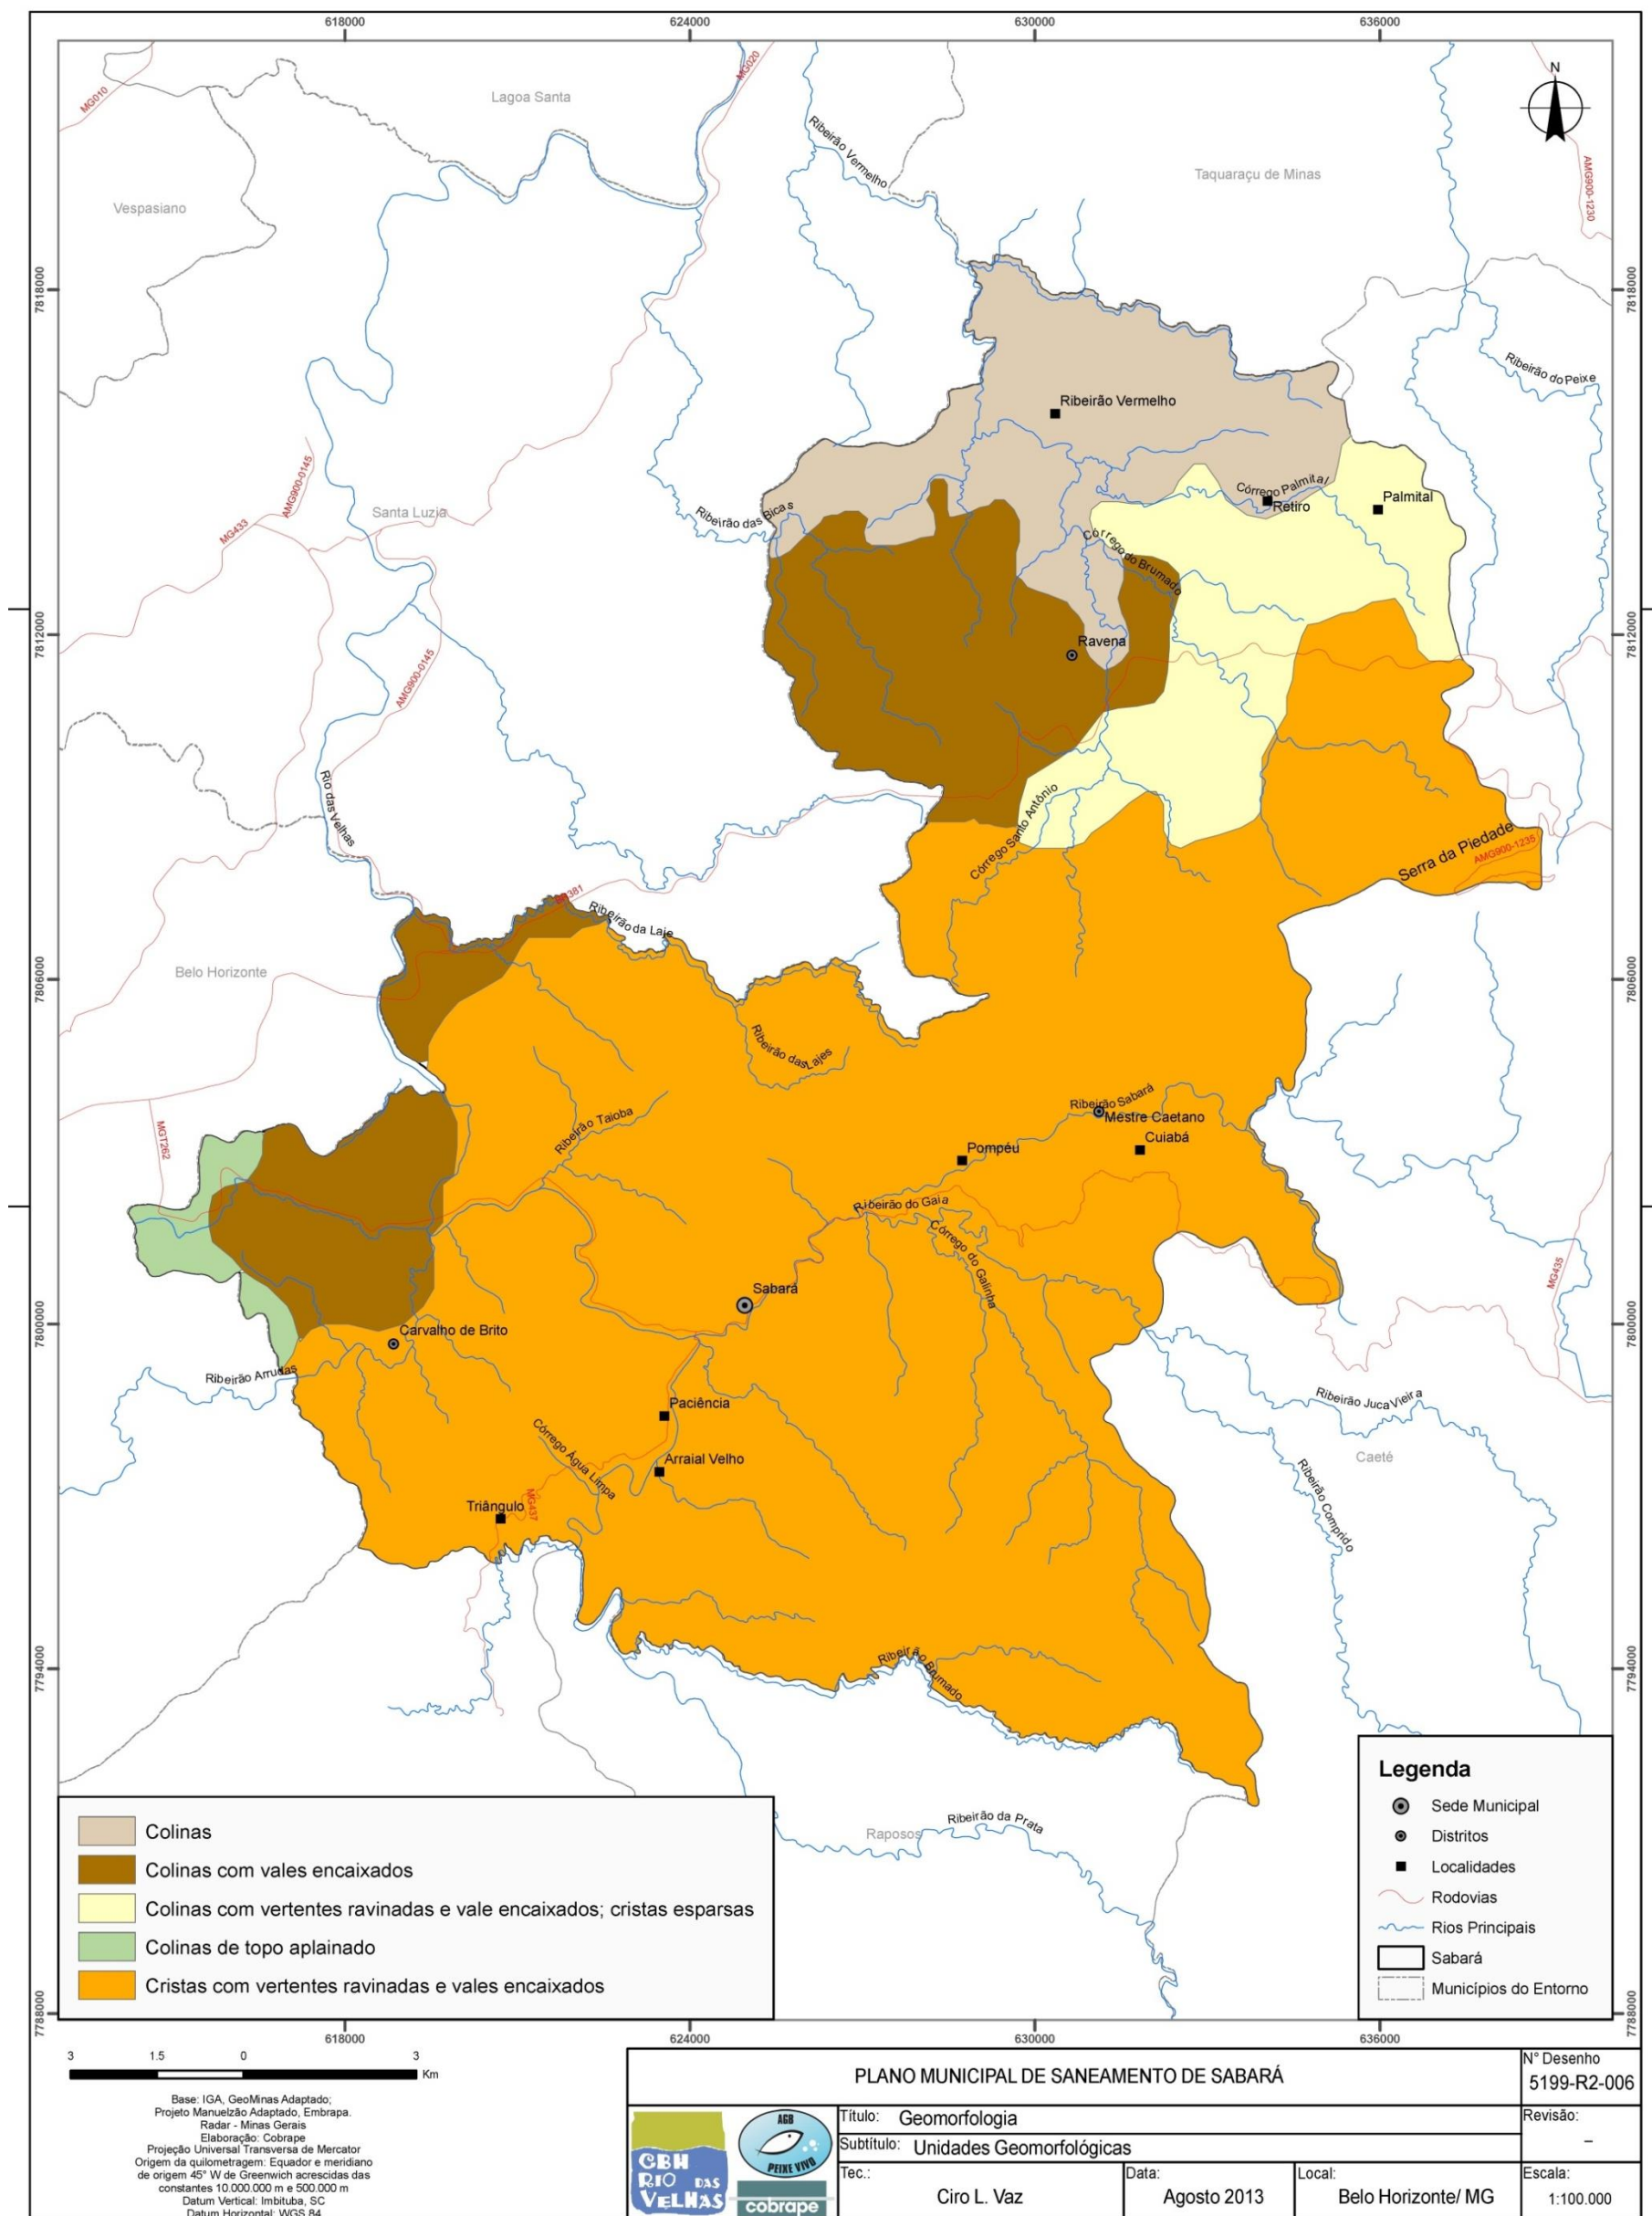 618000
624000
630000
636000
MG010
MG020
Lagoa Santa
N
Ribeirão Vermelho
Taquaraçu de Minas
AMG900-1230
Vespasiano
7818000
7818000
Ribeirão do Peixe
Ribeirão Vermelho
AMG900-0145
MG433
Santa Luzia
Ribeirão das Bicas
Córrego Palmital
Retiro
Palmital
Córrego do Brumado
7812000
7812000
Ravena
AMG900-0145
Rio das Velhas
Córrego Santo Antônio
Serra da Piedade
AMG900-1235
BR381
Ribeirão da Laje
Belo Horizonte
7806000
7806000
Ribeirão das Lajes
Ribeirão Sabará
Mestre Caetano
Ribeirão Taioba
MGT262
Cuiabá
Pompéu
Ribeirão do Gaia
Córrego do Galinha
MG435
Sabará
7800000
7800000
Carvalho de Brito
Ribeirão Arrudas
Ribeirão Juca Vieira
Paciência
Córrego Água Limpa
Arraial Velho
Caeté
Ribeirão Comprido
Triângulo
MG437
7794000
7794000
Ribeirão Brumado
Ribeirão da Prata
Raposos
Colinas
Colinas com vales encaixados
Colinas com vertentes ravinadas e vale encaixados; cristas esparsas
Colinas de topo aplainado
Cristas com vertentes ravinadas e vales encaixados
Legenda
Sede Municipal
Distritos
Localidades
Rodovias
Rios Principais
Sabará
Municípios do Entorno
7788000
7788000
618000
624000
630000
636000
3 1.5 0 3
Km
Base: IGA, GeoMinas Adaptado;
Projeto Manuelzão Adaptado, Embrapa.
Radar - Minas Gerais
Elaboração: Cobrape
Projeção Universal Transversa de Mercator
Origem da quilometragem: Equador e meridiano
de origem 45° W de Greenwich acrescidas das
constantes 10.000.000 m e 500.000 m
Datum Vertical: Imbituba, SC
Datum Horizontal: WGS 84
PLANO MUNICIPAL DE SANEAMENTO DE SABARÁ
N° Desenho
5199-R2-006
CBH
RIO DAS
VELHAS
AGB
PEIXE VIVO
cobrape
Título: Geomorfologia
Revisão:
–
Subtítulo: Unidades Geomorfológicas
Tec.:
Ciro L. Vaz
Data:
Agosto 2013
Local:
Belo Horizonte/ MG
Escala:
1:100.000